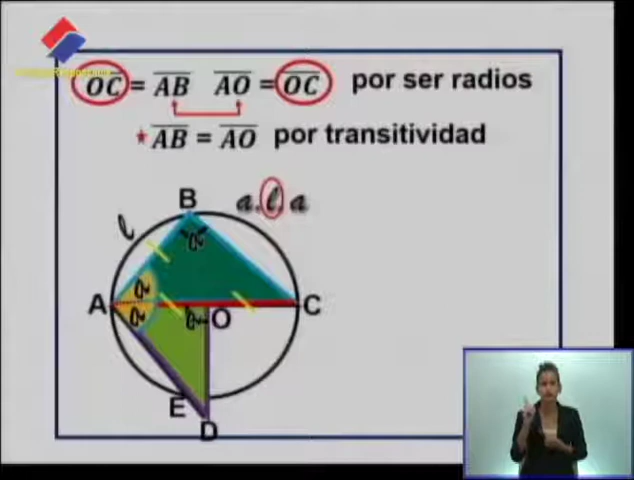 OC = AB AO = OC por ser radios
* AB = AO por transitividad
B a.l.a
l
a
a
A a O C
a
E
D